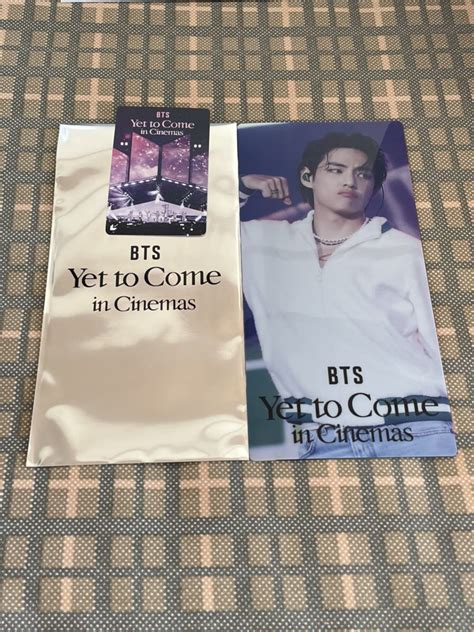 BTS
Yet to Come
in Cinemas
BTS
Yet to Come
in Cinemas
BTS
Yet to Come
in Cinemas